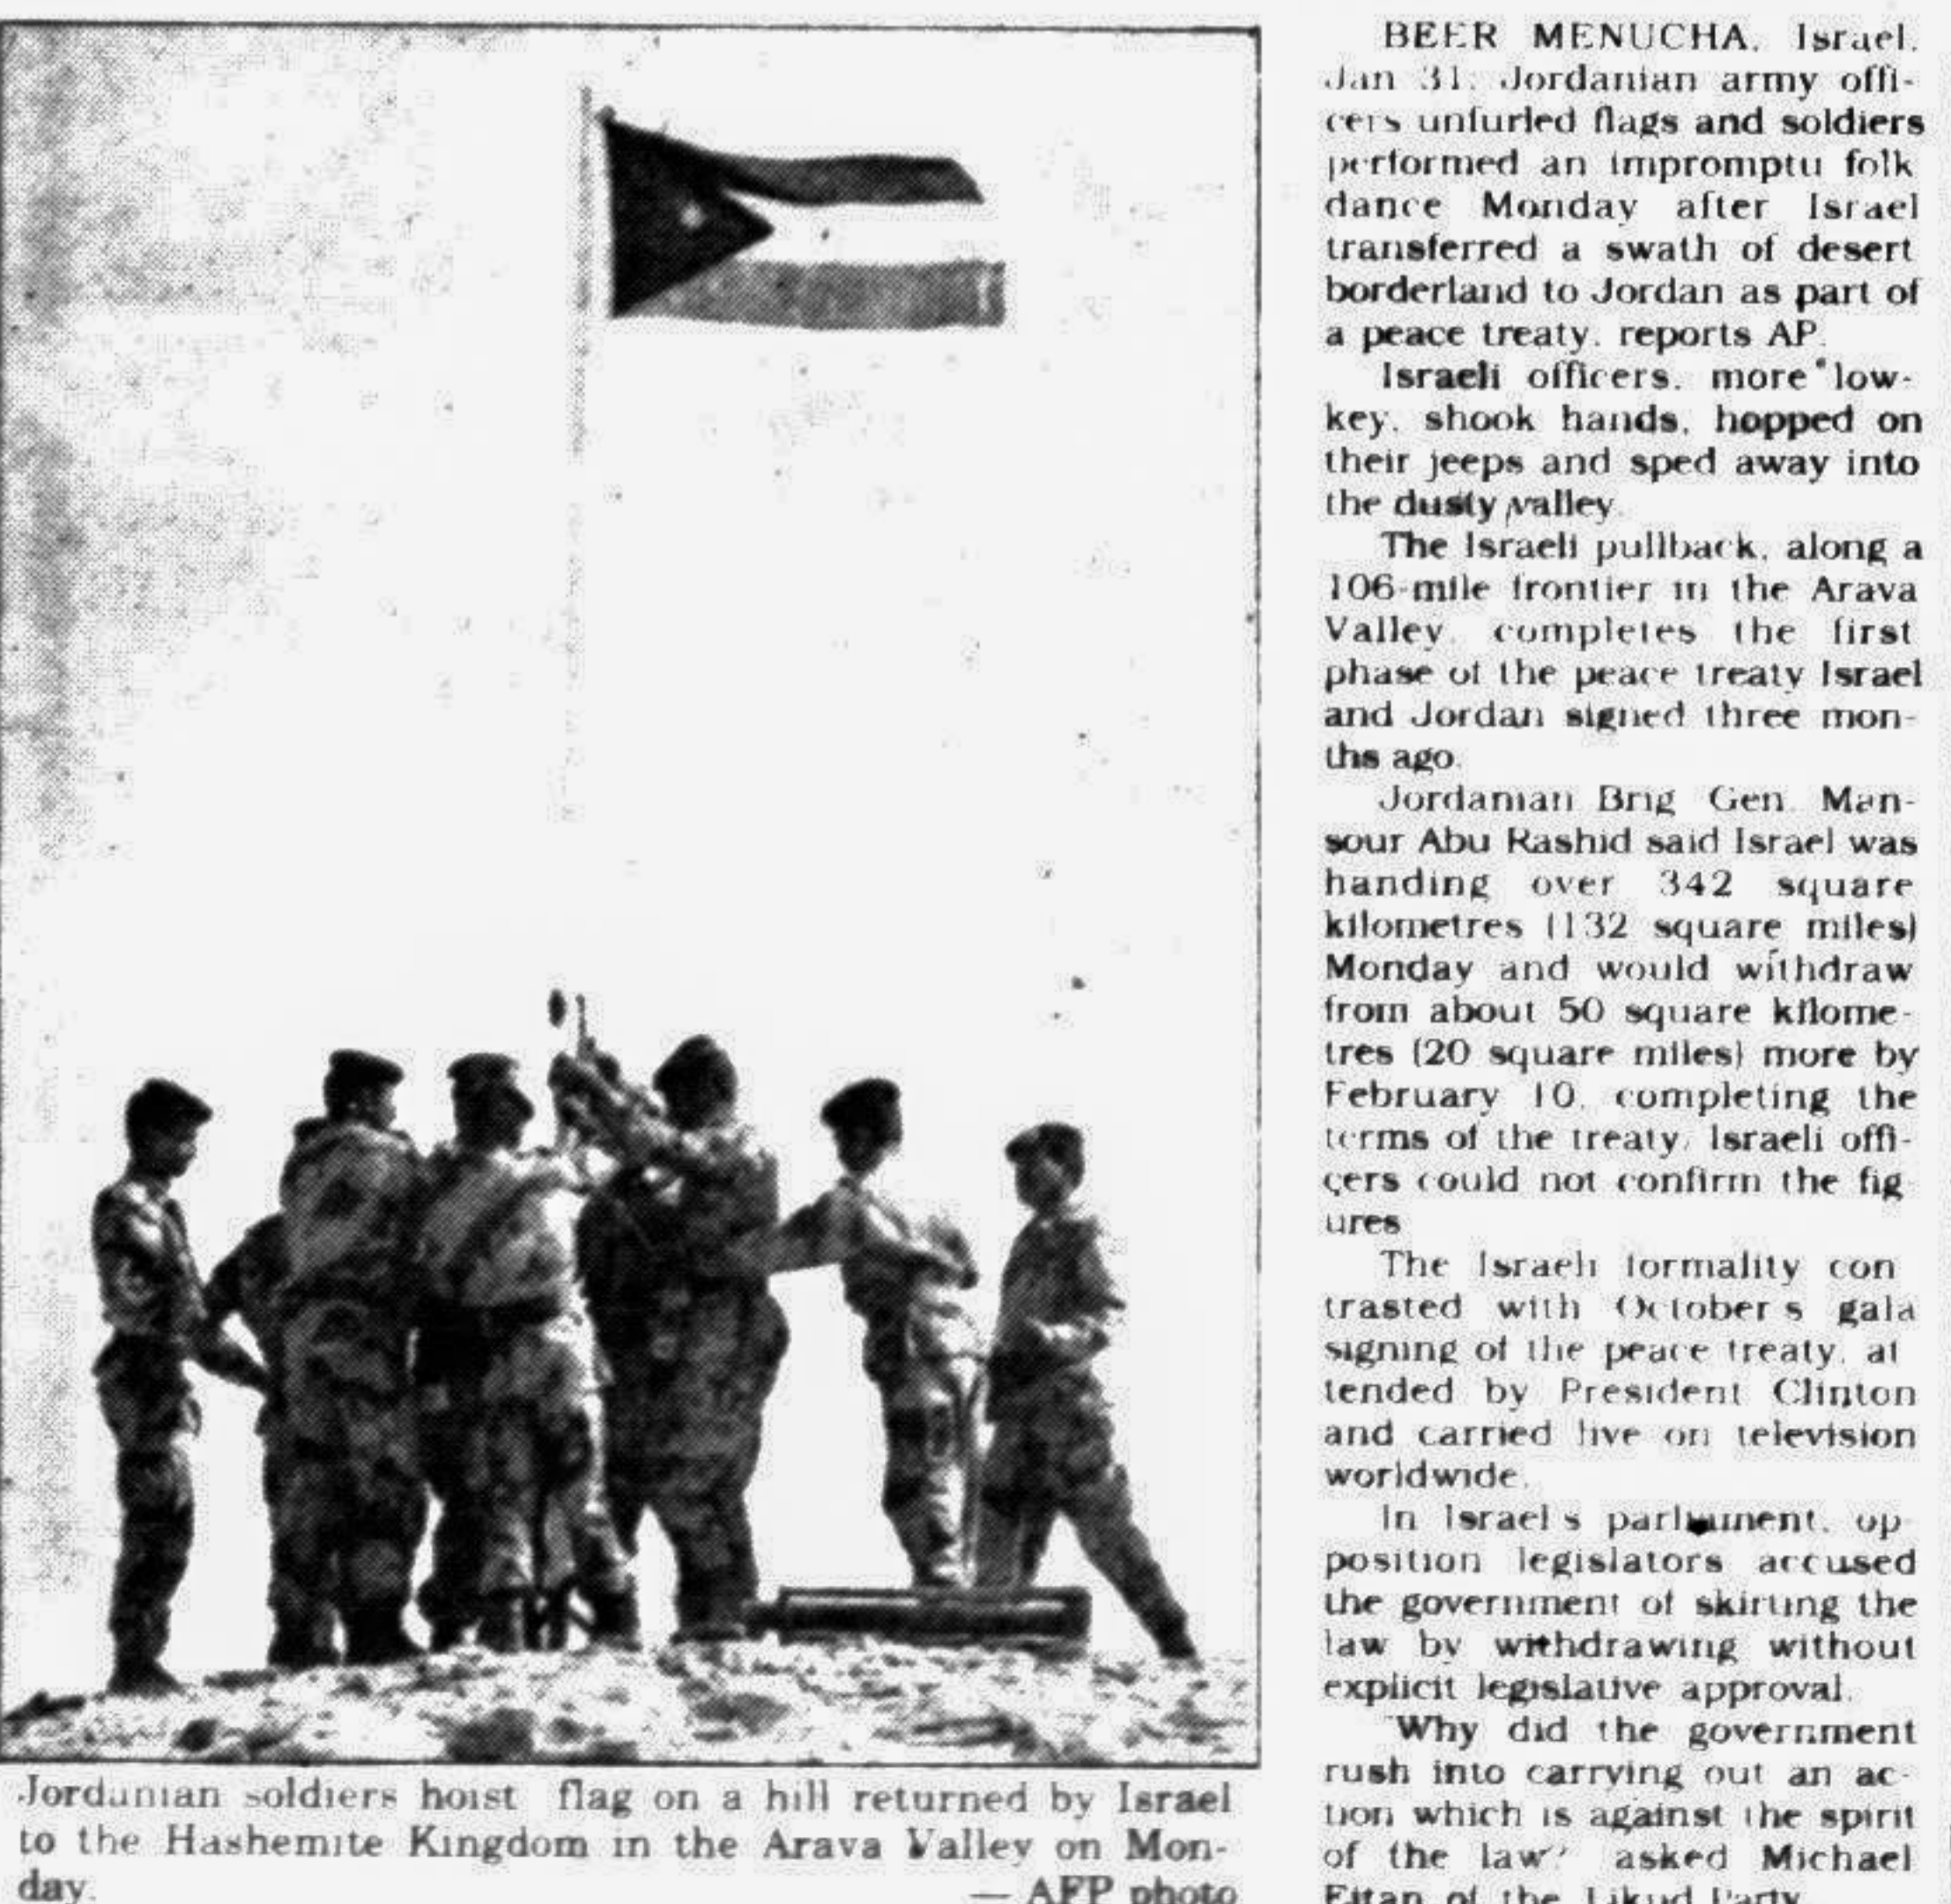 BEER MENUCHA, Israel,
Jan 31: Jordanian army offi-
cers unfurled flags and soldiers
performed an impromptu folk
dance Monday after Israel
transferred a swath of desert
borderland to Jordan as part of
a peace treaty, reports AP.
Israeli officers, more low-
key, shook hands, hopped on
their jeeps and sped away into
the dusty valley.
The Israeli pullback, along a
106-mile frontier in the Arava
Valley, completes the first
phase of the peace treaty Israel
and Jordan signed three mon-
ths ago.
Jordanian Brig Gen Man-
sour Abu Rashid said Israel was
handing over 342 square
kilometres (132 square miles)
Monday and would withdraw
from about 50 square kilome-
tres (20 square miles) more by
February 10, completing the
terms of the treaty. Israeli offi-
cers could not confirm the fig
ures
The Israeli formality con
trasted with October s gala
signing of the peace treaty, at
tended by President Clinton
and carried live on television
worldwide.
In Israel s parliament, op
position legislators accused
the government of skirting the
law by withdrawing without
explicit legislative approval.
"Why did the government
rush into carrying out an ac-
tion which is against the spirit
of the law?" asked Michael
Eitan of the Likud Party.
Jordanian soldiers hoist flag on a hill returned by Israel
to the Hashemite Kingdom in the Arava Valley on Mon-
day.
— AFP photo